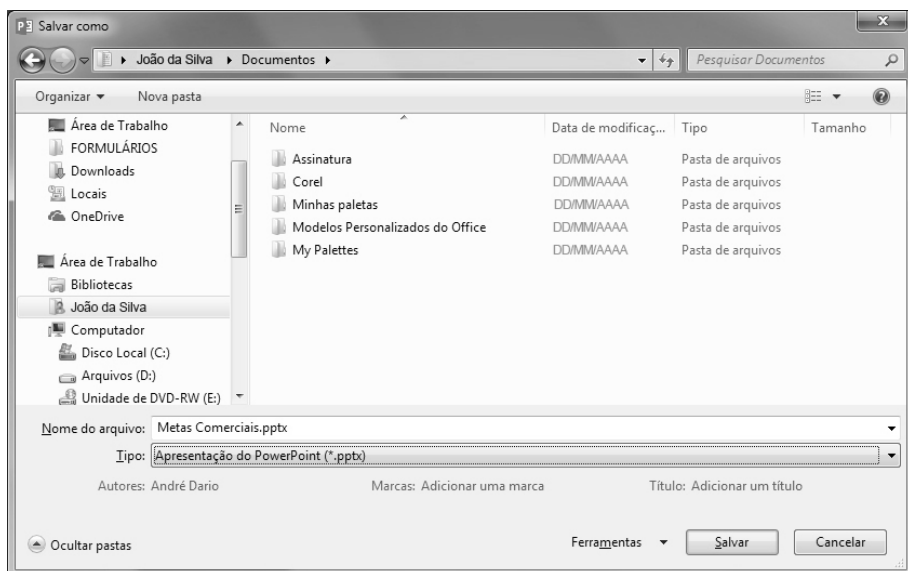 Salvar como
João da Silva Documentos Pesquisar Documentos
Organizar Nova pasta
Área de Trabalho
FORMULÁRIOS
Downloads
Locais
OneDrive
Área de Trabalho
Bibliotecas
João da Silva
Computador
Disco Local (C:)
Arquivos (D:)
Unidade de DVD-RW (E:)
Nome Data de modificaç... Tipo Tamanho
Assinatura DD/MM/AAAA Pasta de arquivos
Corel DD/MM/AAAA Pasta de arquivos
Minhas paletas DD/MM/AAAA Pasta de arquivos
Modelos Personalizados do Office DD/MM/AAAA Pasta de arquivos
My Palettes DD/MM/AAAA Pasta de arquivos
Nome do arquivo: Metas Comerciais.pptx
Tipo: Apresentação do PowerPoint (*.pptx)
Autores: André Dario Marcas: Adicionar uma marca Título: Adicionar um título
Ocultar pastas Ferramentas Salvar Cancelar